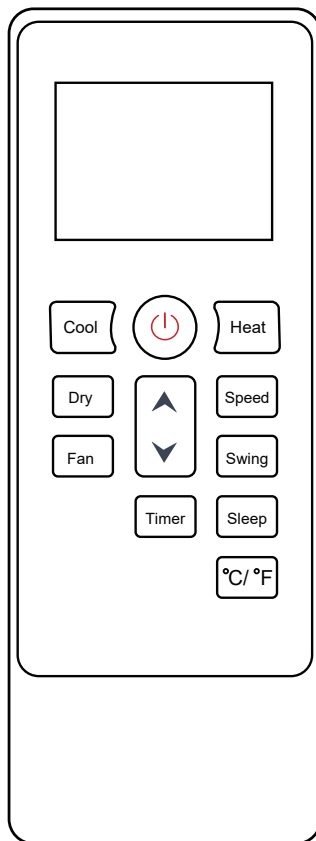 Cool
Heat
Dry
Speed
Fan
Swing
Timer
Sleep
°C/ °F